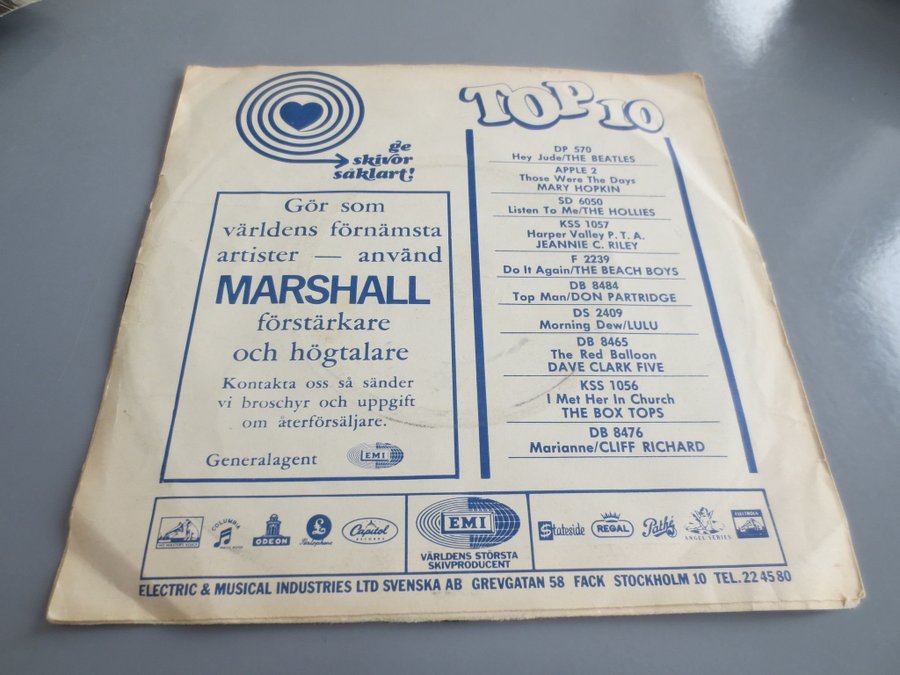 ge
skivor
såklart!
Gör som
världens förnämsta
artister — använd
MARSHALL
förstärkare
och högtalare
Kontakta oss så sänder
vi broschyr och uppgift
om återförsäljare.
Generalagent EMI
TOP 10
DP 570
Hey Jude/THE BEATLES
APPLE 2
Those Were The Days
MARY HOPKIN
SD 6050
Listen To Me/THE HOLLIES
KSS 1057
Harper Valley P. T. A.
JEANNIE C. RILEY
F 2239
Do It Again/THE BEACH BOYS
DB 8484
Top Man/DON PARTRIDGE
DS 2409
Morning Dew/LULU
DB 8465
The Red Balloon
DAVE CLARK FIVE
KSS 1056
I Met Her In Church
THE BOX TOPS
DB 8476
Marianne/CLIFF RICHARD
COLUMBIA
ODEON
Parlophone
Capitol
RECORDS
EMI
VÄRLDENS STÖRSTA
SKIVPRODUCENT
Stateside
REGAL
Pathé
ANGEL SERIES
ELECTROLA
ELECTRIC & MUSICAL INDUSTRIES LTD SVENSKA AB GREVGATAN 58 FACK STOCKHOLM 10 TEL. 22 45 80